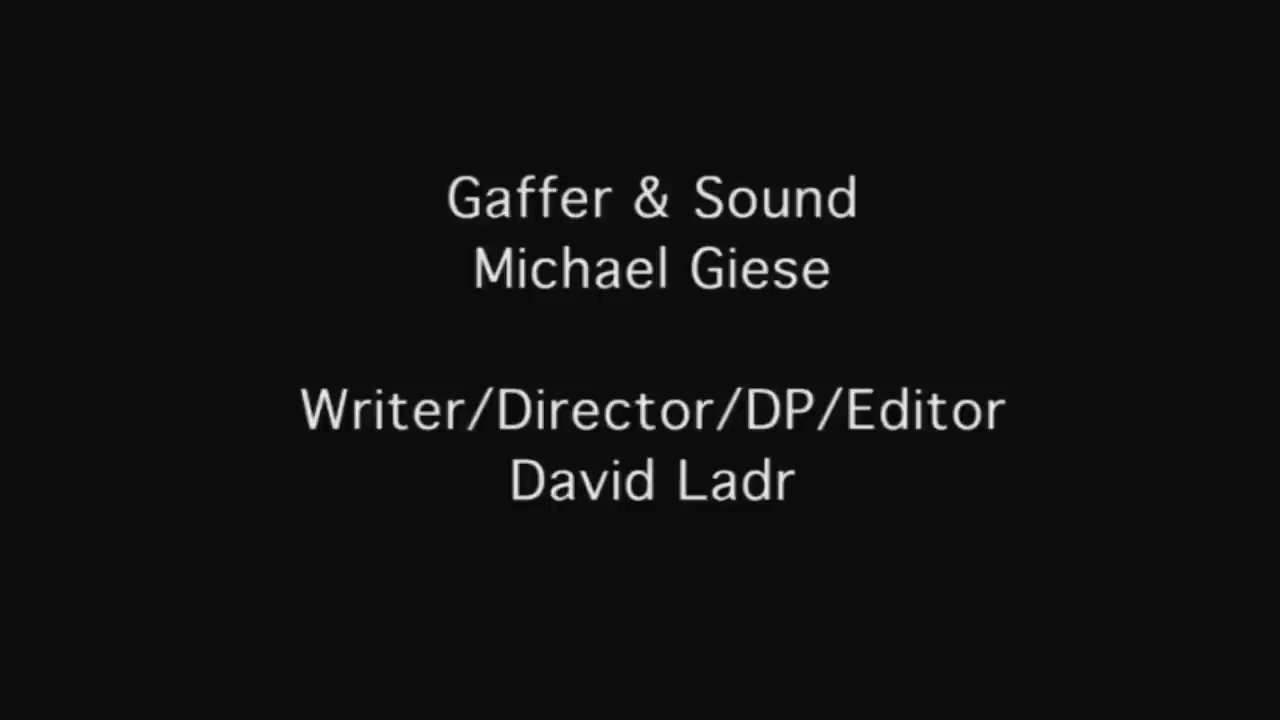 Gaffer & Sound
Michael Giese
Writer/Director/DP/Editor
David Ladr